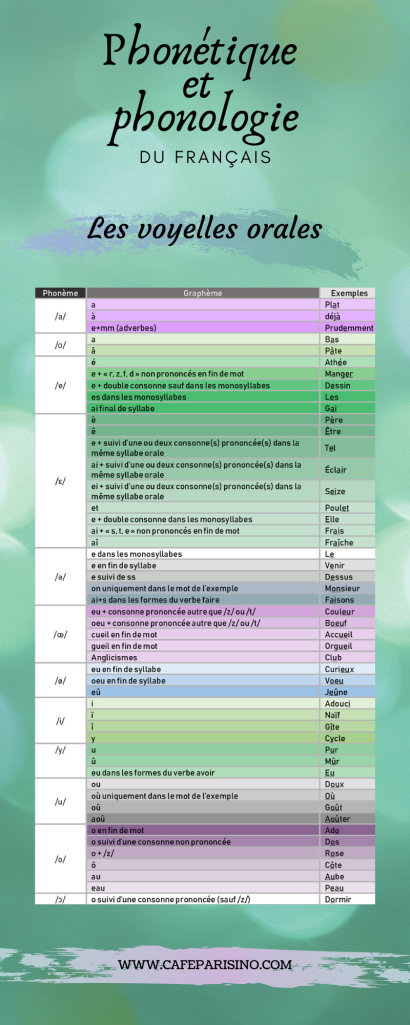 Phonétique
et
phonologie
DU FRANÇAIS
Les voyelles orales
Phonème Graphème Exemples
/a/ a Plat
à déjà
e+mm (adverbes) Prudemment
/ɑ/ a Bas
â Pâte
/e/ é Athée
e + « r, z, f, d » non prononcés en fin de mot Manger
e + double consonne sauf dans les monosyllabes Dessin
es dans les monosyllabes Les
ai final de syllabe Gai
/ɛ/ è Père
ê Être
e + suivi d'une ou deux consonne(s) prononcée(s) dans la
même syllabe orale Tel
ai + suivi d'une ou deux consonne(s) prononcée(s) dans la
même syllabe orale Éclair
ei + suivi d'une ou deux consonne(s) prononcée(s) dans la
même syllabe orale Seize
et Poulet
e + double consonne dans les monosyllabes Elle
ai + « s, t, e » non prononcés en fin de mot Frais
aî Fraîche
/ə/ e dans les monosyllabes Le
e en fin de syllabe Venir
e suivi de ss Dessus
on uniquement dans le mot de l'exemple Monsieur
ai+s dans les formes du verbe faire Faisons
/œ/ eu + consonne prononcée autre que /z/ ou /t/ Couleur
oeu + consonne prononcée autre que /z/ ou /t/ Boeuf
cueil en fin de mot Accueil
gueil en fin de mot Orgueil
Anglicismes Club
/ø/ eu en fin de syllabe Curieux
oeu en fin de syllabe Voeu
eû Jeûne
/i/ i Adouci
ï Naïf
î Gîte
y Cycle
/y/ u Pur
û Mûr
eu dans les formes du verbe avoir Eu
/u/ ou Doux
où uniquement dans le mot de l'exemple Où
oû Goût
aoû Aoûter
/o/ o en fin de mot Ado
o suivi d'une consonne non prononcée Dos
o + /z/ Rose
ô Côte
au Aube
eau Peau
/ɔ/ o suivi d'une consonne prononcée (sauf /z/) Dormir
WWW.CAFEPARISINO.COM